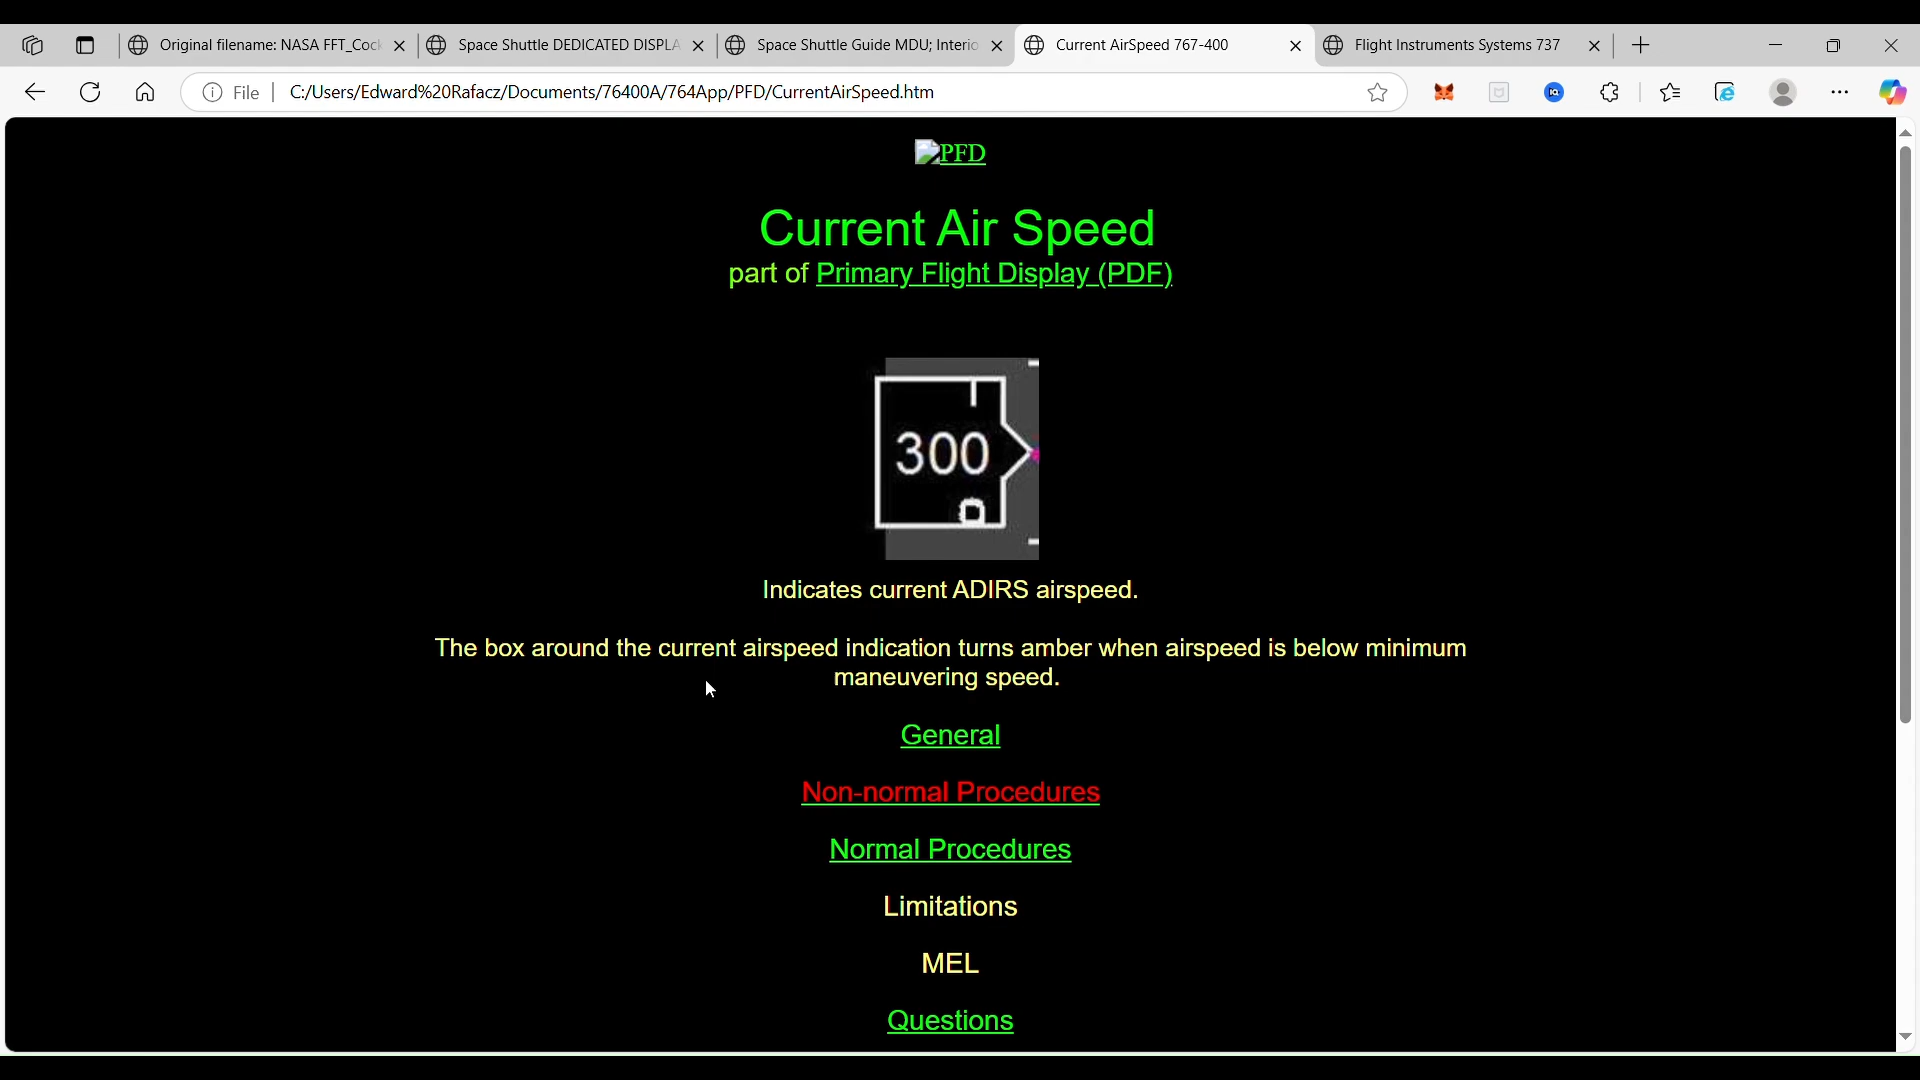 Original filename: NASA FFT_Coc
Space Shuttle DEDICATED DISPLA
Space Shuttle Guide MDU; Interio
Current AirSpeed 767-400
Flight Instruments Systems 737
File
C:/Users/Edward%20Rafacz/Documents/76400A/764App/PFD/CurrentAirSpeed.htm
PFD
Current Air Speed
part of Primary Flight Display (PDF)
300
Indicates current ADIRS airspeed.
The box around the current airspeed indication turns amber when airspeed is below minimum
maneuvering speed.
General
Non-normal Procedures
Normal Procedures
Limitations
MEL
Questions